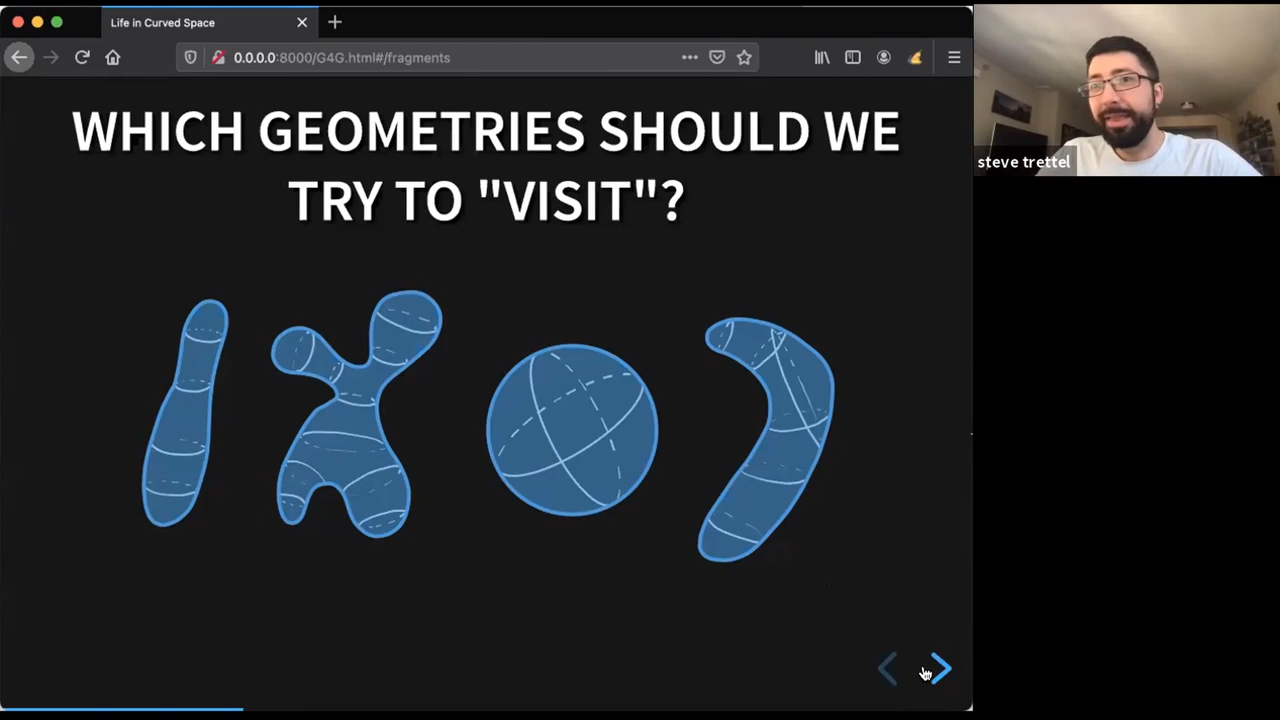 Life in Curved Space
0.0.0.0:8000/G4G.html#/fragments
WHICH GEOMETRIES SHOULD WE
TRY TO "VISIT"?
steve trettel